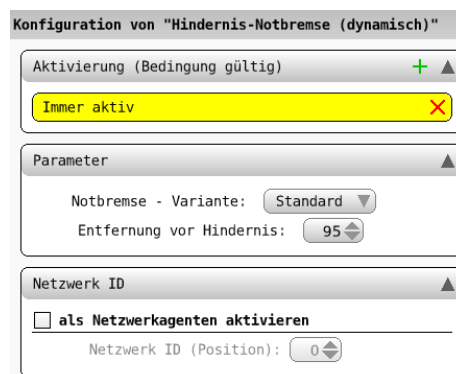 Konfiguration von "Hindernis-Notbremse (dynamisch)"
Aktivierung (Bedingung gültig)
Immer aktiv
Parameter
Notbremse - Variante: Standard
Entfernung vor Hindernis: 95
Netzwerk ID
als Netzwerkagenten aktivieren
Netzwerk ID (Position): 0